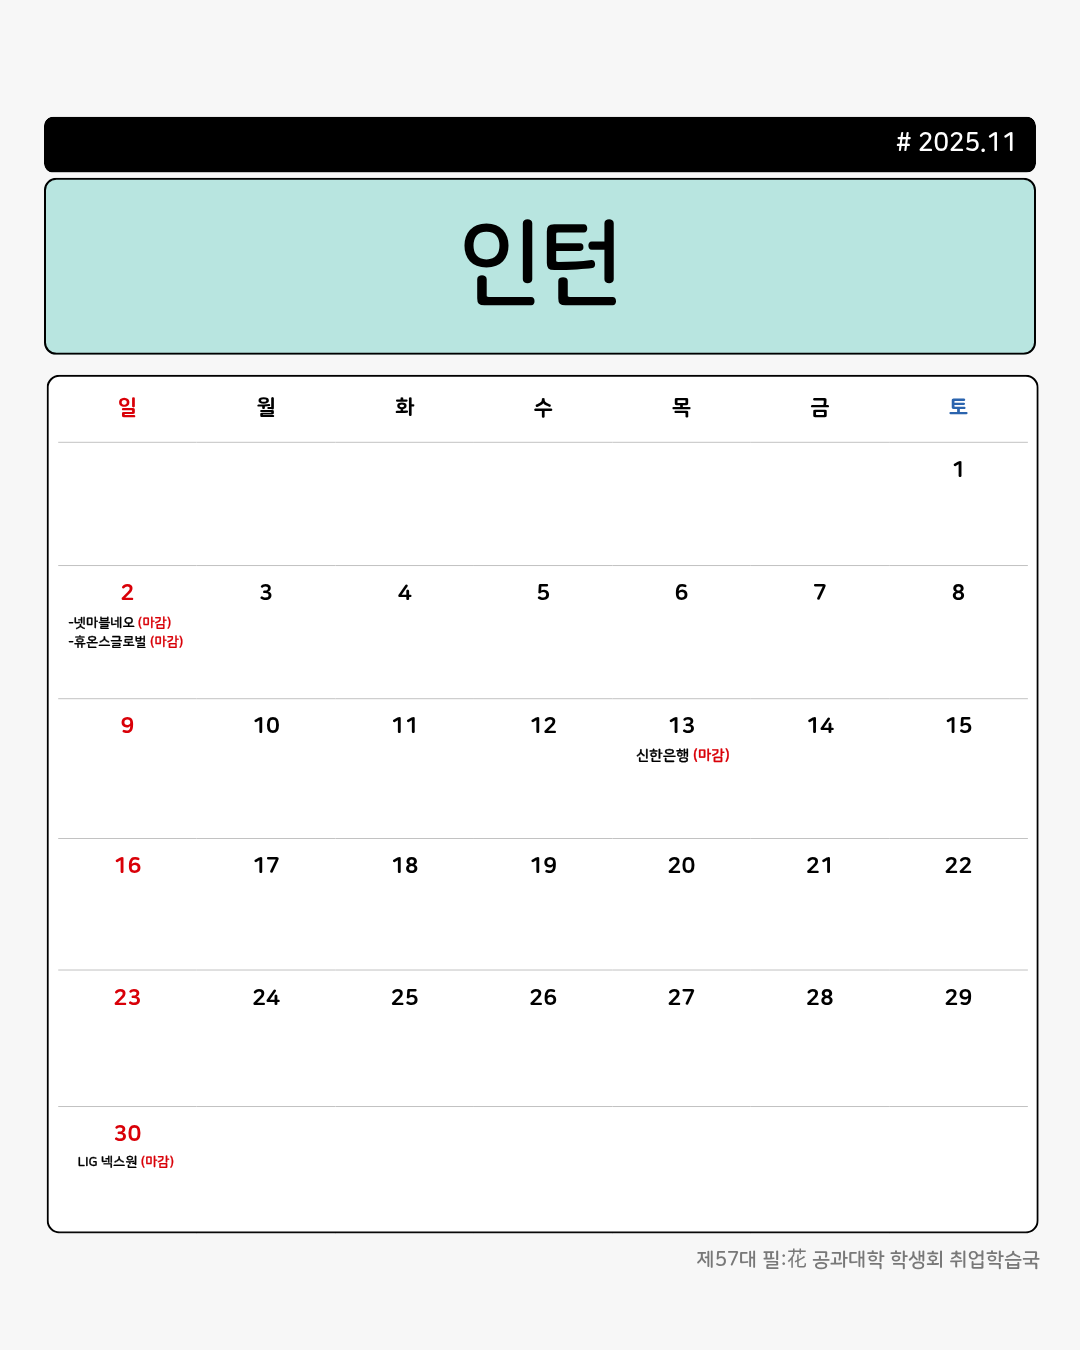 # 2025.11
인턴
일 월 화 수 목 금 토
1
2 3 4 5 6 7 8
-넷마블네오 (마감)
-휴온스글로벌 (마감)
9 10 11 12 13 14 15
신한은행 (마감)
16 17 18 19 20 21 22
23 24 25 26 27 28 29
30
LIG 넥스원 (마감)
제57대 필:花 공과대학 학생회 취업학습국